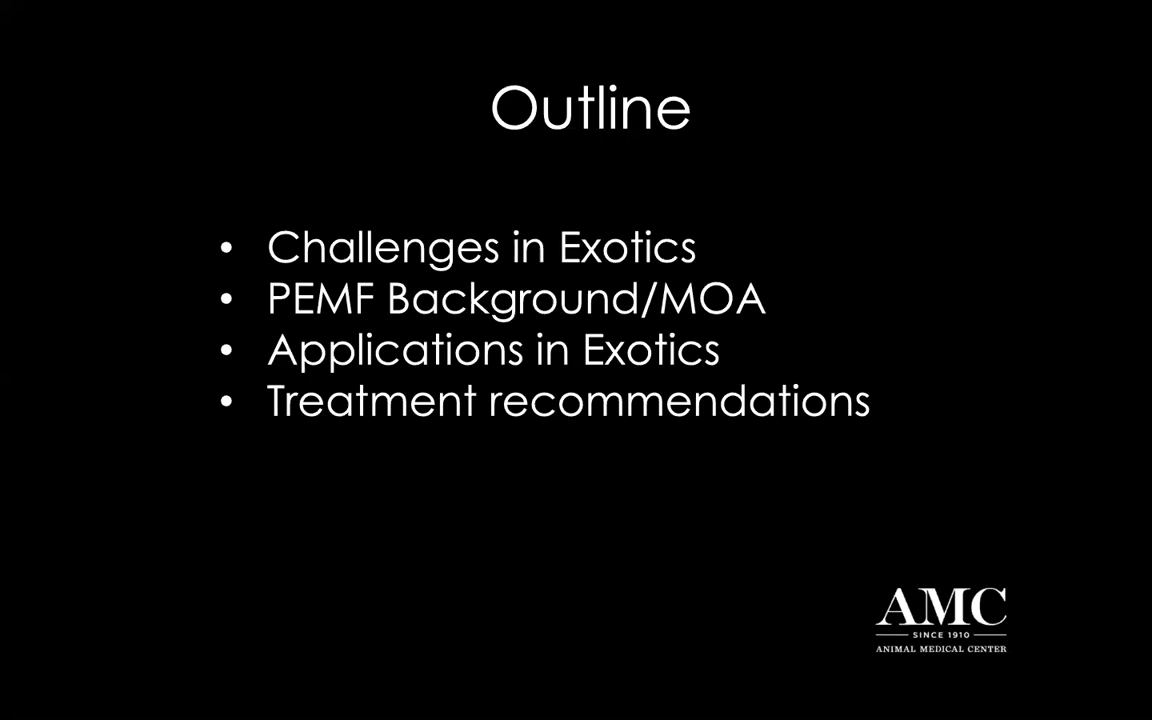 Outline
• Challenges in Exotics
• PEMF Background/MOA
• Applications in Exotics
• Treatment recommendations
AMC
SINCE 1910
ANIMAL MEDICAL CENTER